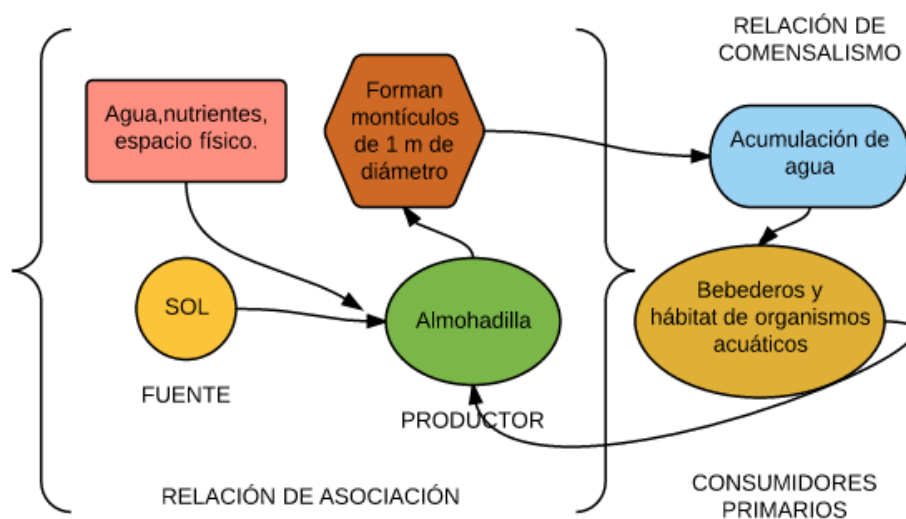 RELACIÓN DE
COMENSALISMO
Agua,nutrientes,
espacio físico.
Forman
montículos
de 1 m de
diámetro
Acumulación de
agua
SOL
Almohadilla
Bebederos y
hábitat de organismos
acuáticos
FUENTE
PRODUCTOR
RELACIÓN DE ASOCIACIÓN
CONSUMIDORES
PRIMARIOS